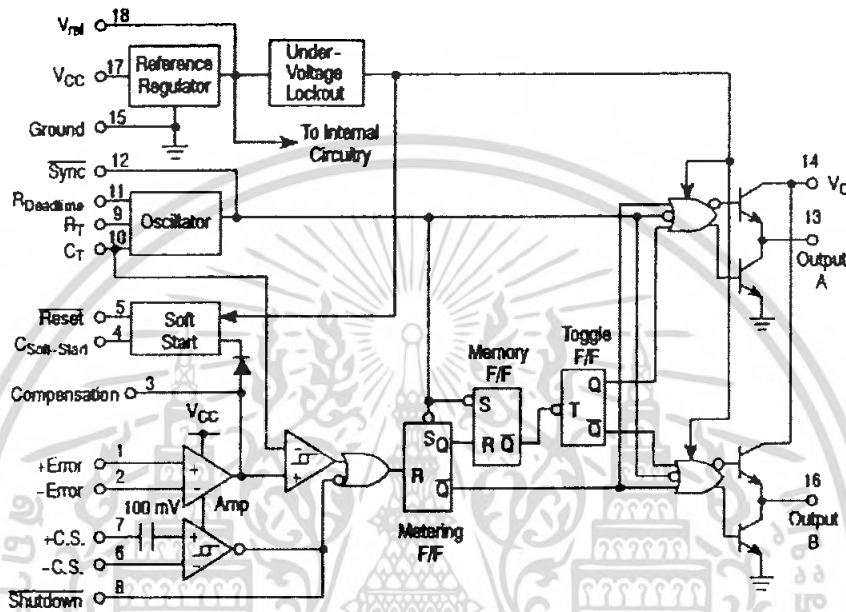 Vref 18
VCC 17
Reference Regulator
Under-Voltage Lockout
Ground 15
To Internal Circuitry
Sync 12
RDeadtime 11
RT 9
CT 10
Oscillator
14 VC
13
Output A
Reset 5
CSoft-Start 4
Soft Start
Compensation 3
VCC
Memory F/F
Toggle F/F
S
R Q
T
Q
Q
S Q
R
Q
Metering F/F
+Error 1
-Error 2
+
-
Amp
100 mV
+C.S. 7
-C.S. 6
+
-
Shutdown 8
-
+
16
Output B